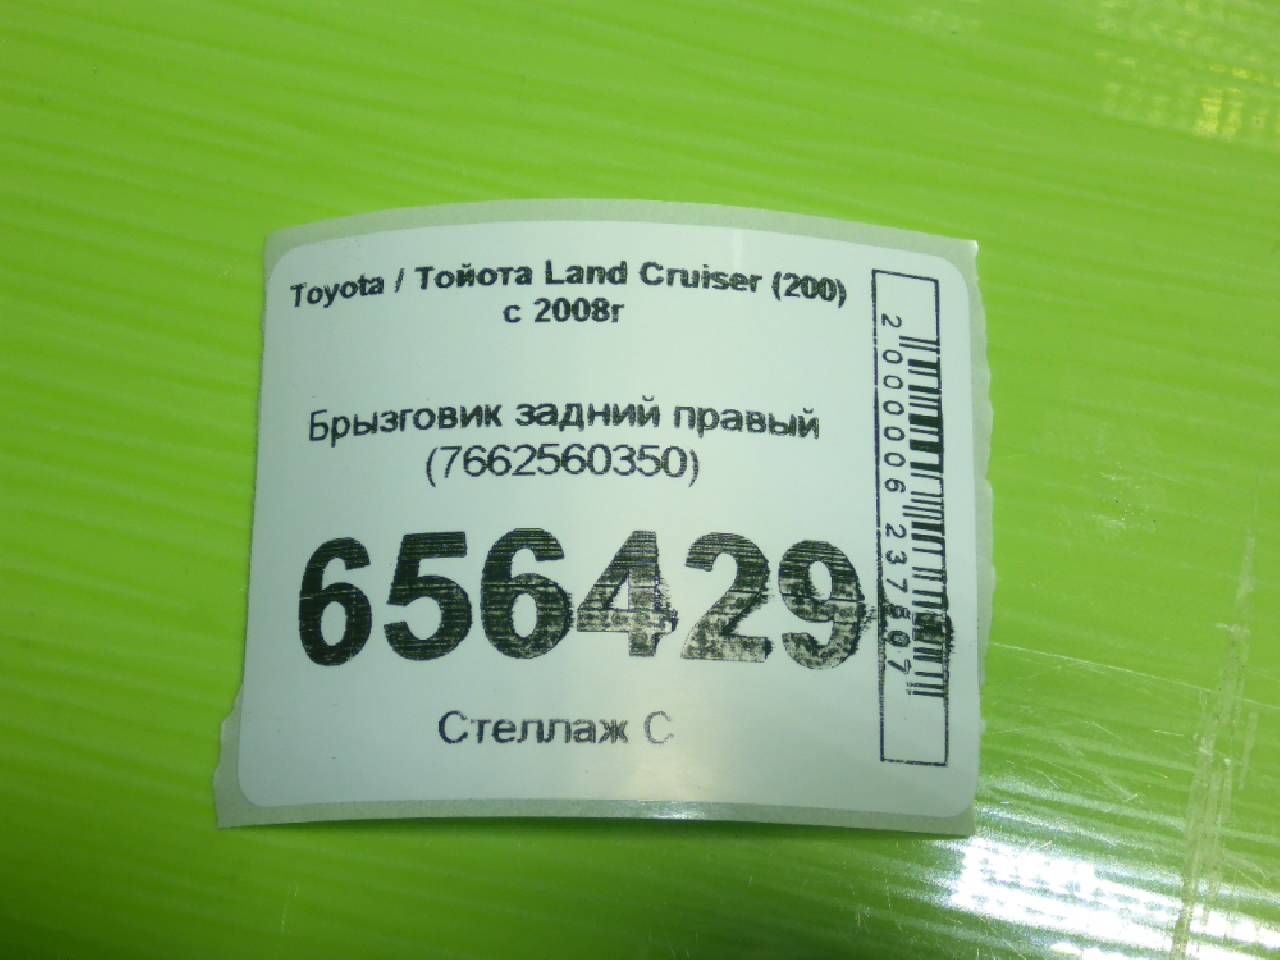 Toyota / Тойота Land Cruiser (200)
с 2008г
Брызговик задний правый
(7662560350)
656429
Стеллаж С
2000006237807